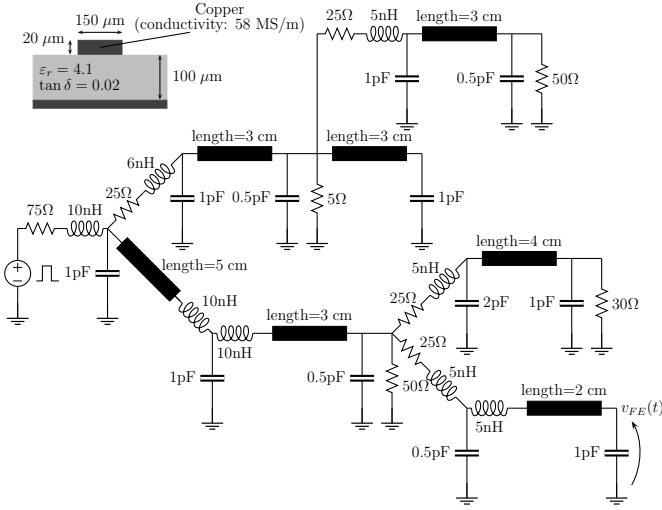 Copper
(conductivity: 58 MS/m)
150 μm
20 μm
εr = 4.1
tan δ = 0.02
100 μm
25Ω
5nH
length=3 cm
1pF
0.5pF
50Ω
length=3 cm
length=3 cm
6nH
25Ω
1pF
0.5pF
5Ω
1pF
75Ω
10nH
1pF
length=5 cm
10nH
10nH
length=3 cm
1pF
0.5pF
50Ω
25Ω
5nH
length=4 cm
2pF
1pF
30Ω
25Ω
5nH
5nH
length=2 cm
0.5pF
1pF
vFE(t)